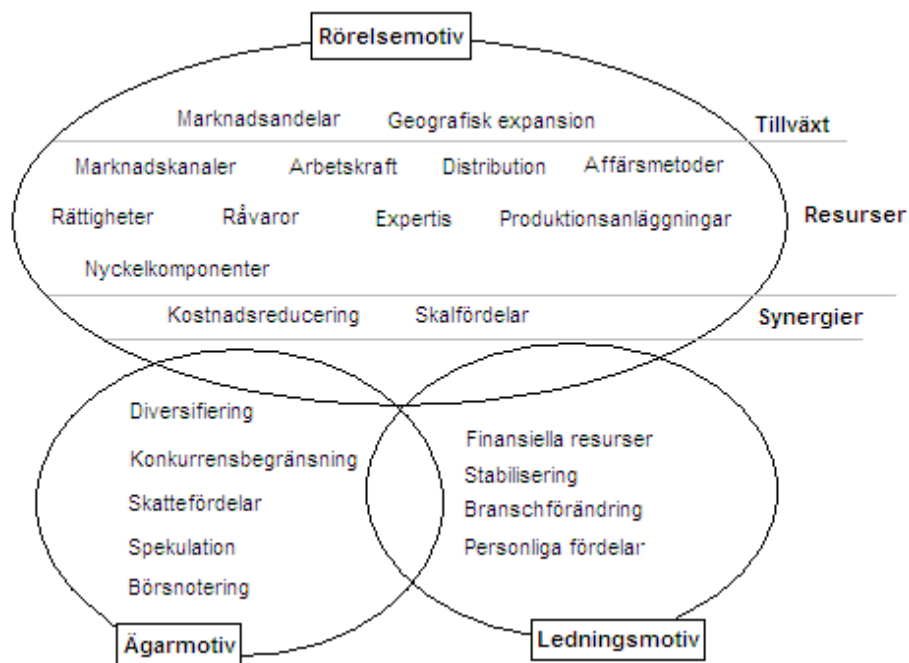 Rörelsemotiv
Marknadsandelar Geografisk expansion Tillväxt
Marknadskanaler Arbetskraft Distribution Affärsmetoder
Rättigheter Råvaror Expertis Produktionsanläggningar Resurser
Nyckelkomponenter
Kostnadsreducering Skalfördelar Synergier
Diversifiering
Konkurrensbegränsning
Skattefördelar
Spekulation
Börsnotering
Ägarmotiv
Finansiella resurser
Stabilisering
Branschförändring
Personliga fördelar
Ledningsmotiv